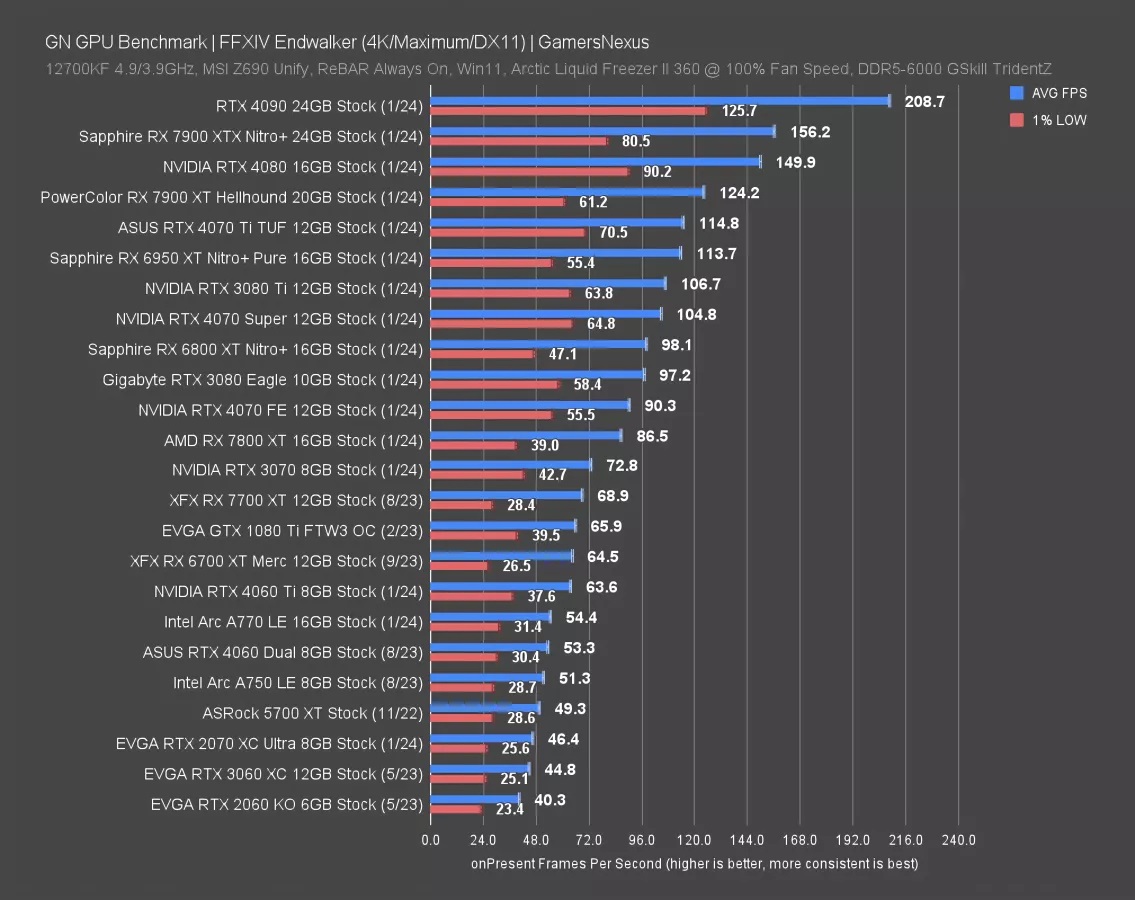 GN GPU Benchmark | FFXIV Endwalker (4K/Maximum/DX11) | GamersNexus
12700KF 4.9/3.9GHz, MSI Z690 Unify, ReBAR Always On, Win11, Arctic Liquid Freezer II 360 @ 100% Fan Speed, DDR5-6000 GSkill TridentZ
AVG FPS
1% LOW
RTX 4090 24GB Stock (1/24) 208.7 125.7
Sapphire RX 7900 XTX Nitro+ 24GB Stock (1/24) 156.2 80.5
NVIDIA RTX 4080 16GB Stock (1/24) 149.9 90.2
PowerColor RX 7900 XT Hellhound 20GB Stock (1/24) 124.2 61.2
ASUS RTX 4070 Ti TUF 12GB Stock (1/24) 114.8 70.5
Sapphire RX 6950 XT Nitro+ Pure 16GB Stock (1/24) 113.7 55.4
NVIDIA RTX 3080 Ti 12GB Stock (1/24) 106.7 63.8
NVIDIA RTX 4070 Super 12GB Stock (1/24) 104.8 64.8
Sapphire RX 6800 XT Nitro+ 16GB Stock (1/24) 98.1 47.1
Gigabyte RTX 3080 Eagle 10GB Stock (1/24) 97.2 58.4
NVIDIA RTX 4070 FE 12GB Stock (1/24) 90.3 55.5
AMD RX 7800 XT 16GB Stock (1/24) 86.5 39.0
NVIDIA RTX 3070 8GB Stock (1/24) 72.8 42.7
XFX RX 7700 XT 12GB Stock (8/23) 68.9 28.4
EVGA GTX 1080 Ti FTW3 OC (2/23) 65.9 39.5
XFX RX 6700 XT Merc 12GB Stock (9/23) 64.5 26.5
NVIDIA RTX 4060 Ti 8GB Stock (1/24) 63.6 37.6
Intel Arc A770 LE 16GB Stock (1/24) 54.4 31.4
ASUS RTX 4060 Dual 8GB Stock (8/23) 53.3 30.4
Intel Arc A750 LE 8GB Stock (8/23) 51.3 28.7
ASRock 5700 XT Stock (11/22) 49.3 28.6
EVGA RTX 2070 XC Ultra 8GB Stock (1/24) 46.4 25.6
EVGA RTX 3060 XC 12GB Stock (5/23) 44.8 25.1
EVGA RTX 2060 KO 6GB Stock (5/23) 40.3 23.4
0.0 24.0 48.0 72.0 96.0 120.0 144.0 168.0 192.0 216.0 240.0
onPresent Frames Per Second (higher is better, more consistent is best)